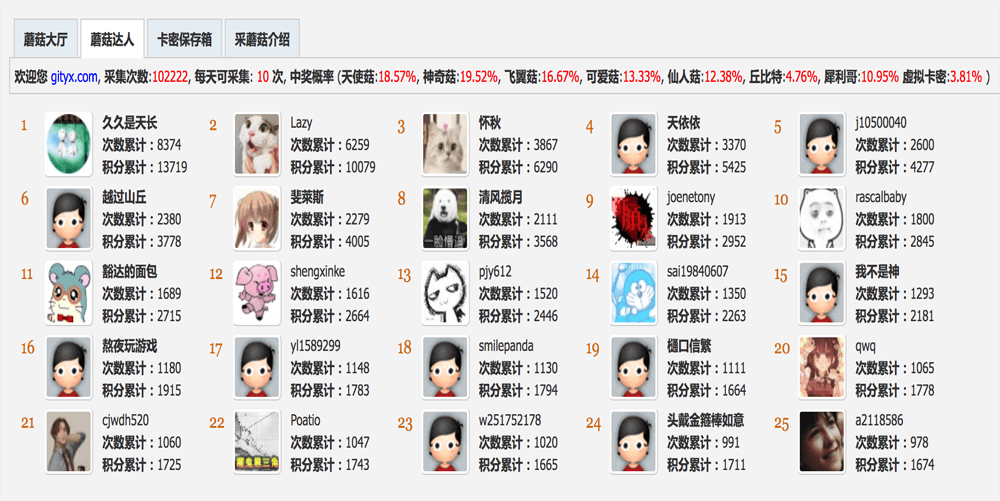 蘑菇大厅 蘑菇达人 卡密保存箱 采蘑菇介绍
欢迎您 gityx.com, 采集次数:102222, 每天可采集: 10 次, 中奖概率 (天使菇:18.57%, 神奇菇:19.52%, 飞翼菇:16.67%, 可爱菇:13.33%, 仙人菇:12.38%, 丘比特:4.76%, 犀利哥:10.95% 虚拟卡密:3.81% )
1 久久是天长
次数累计：8374
积分累计：13719
2 Lazy
次数累计：6259
积分累计：10079
3 怀秋
次数累计：3867
积分累计：6290
4 天依依
次数累计：3370
积分累计：5425
5 j10500040
次数累计：2600
积分累计：4277
6 越过山丘
次数累计：2380
积分累计：3778
7 斐莱斯
次数累计：2279
积分累计：4005
8 清风揽月
次数累计：2111
积分累计：3568
一脸懵逼
9 joenetony
次数累计：1913
积分累计：2952
10 rascalbaby
次数累计：1800
积分累计：2845
11 豁达的面包
次数累计：1689
积分累计：2715
12 shengxinke
次数累计：1616
积分累计：2664
13 pjy612
次数累计：1520
积分累计：2446
14 sai19840607
次数累计：1350
积分累计：2263
15 我不是神
次数累计：1293
积分累计：2181
16 熬夜玩游戏
次数累计：1180
积分累计：1915
17 yl1589299
次数累计：1148
积分累计：1783
18 smilepanda
次数累计：1130
积分累计：1794
19 樋口信繁
次数累计：1111
积分累计：1664
20 qwq
次数累计：1065
积分累计：1778
21 cjwdh520
次数累计：1060
积分累计：1725
22 Poatio
次数累计：1047
积分累计：1743
23 w251752178
次数累计：1020
积分累计：1665
24 头戴金箍棒如意
次数累计：991
积分累计：1711
25 a2118586
次数累计：978
积分累计：1674